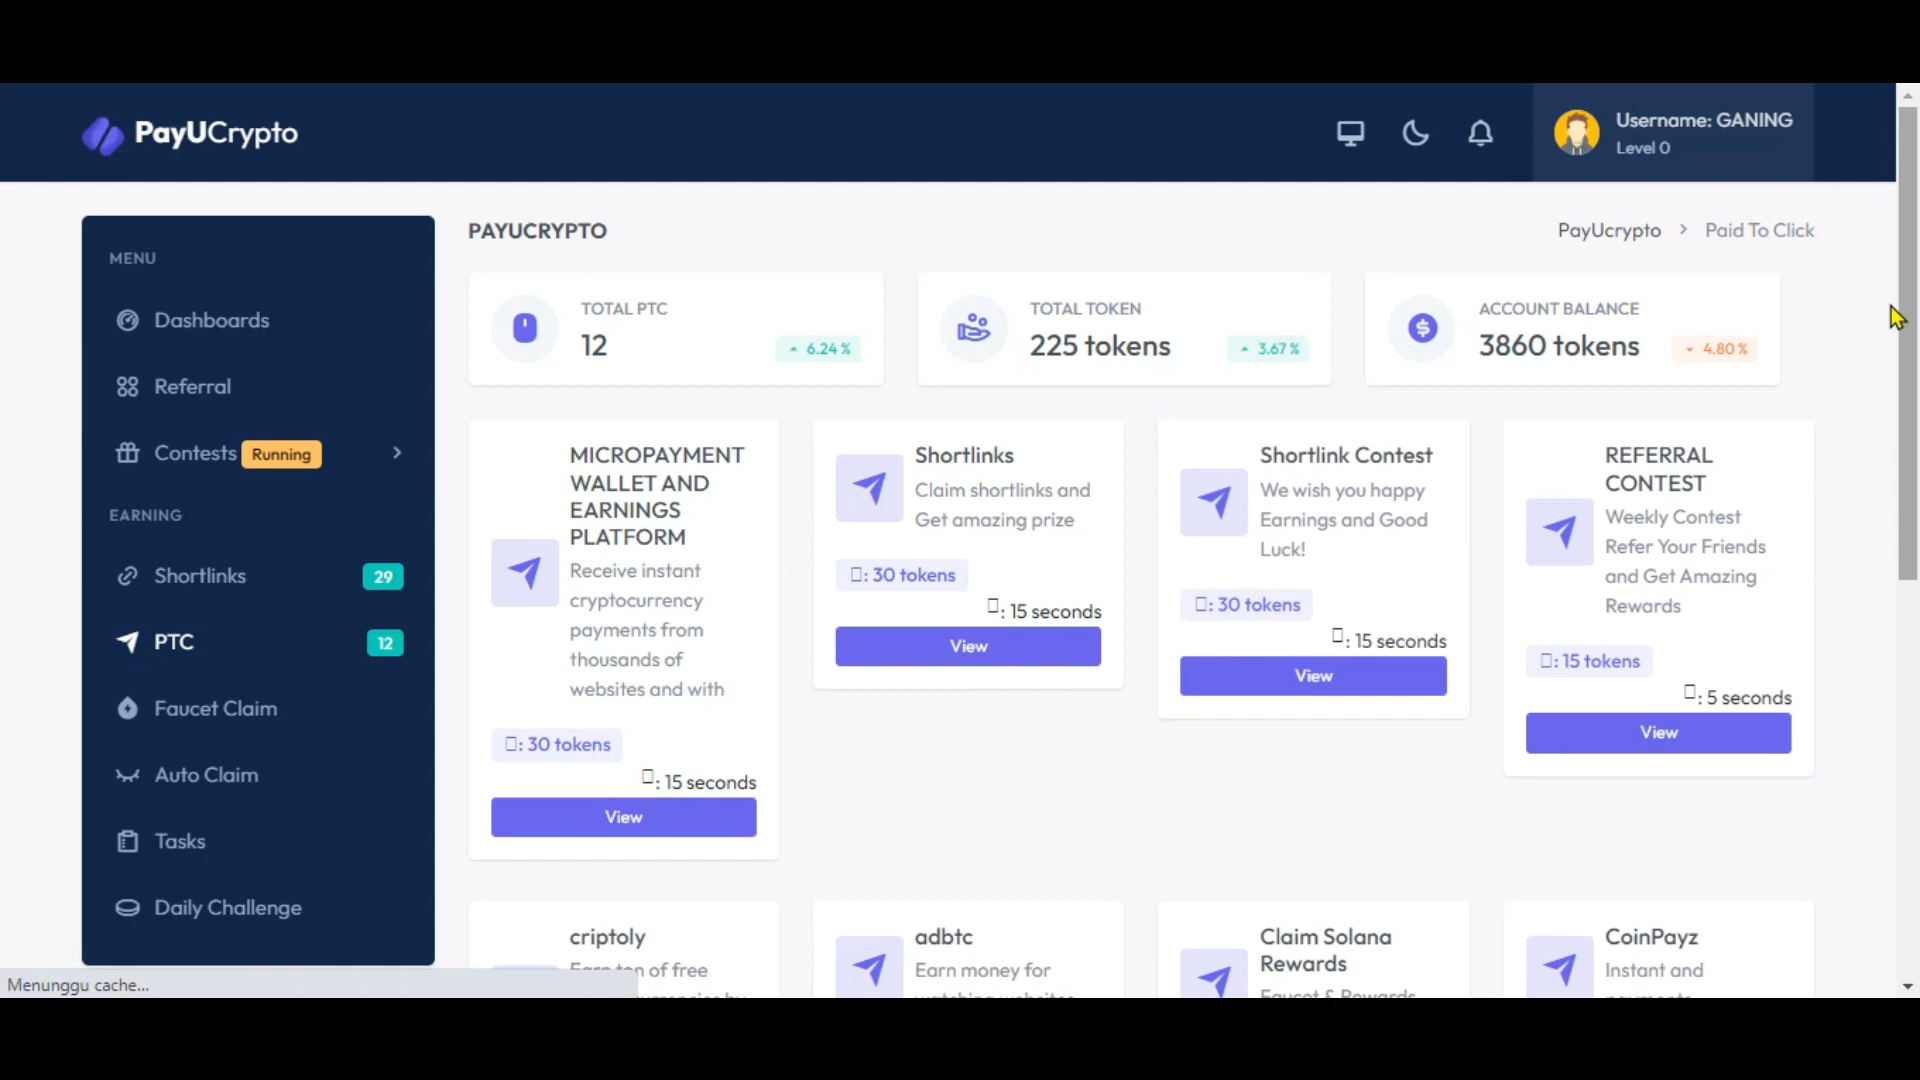 PayUCrypto
Username: GANING
Level 0
MENU
Dashboards
Referral
Contests Running
EARNING
Shortlinks 29
PTC 12
Faucet Claim
Auto Claim
Tasks
Daily Challenge
PAYUCRYPTO
PayUcrypto > Paid To Click
TOTAL PTC
12
6.24 %
TOTAL TOKEN
225 tokens
3.67 %
ACCOUNT BALANCE
3860 tokens
4.80 %
MICROPAYMENT
WALLET AND
EARNINGS
PLATFORM
Receive instant
cryptocurrency
payments from
thousands of
websites and with
: 30 tokens
: 15 seconds
View
Shortlinks
Claim shortlinks and
Get amazing prize
: 30 tokens
: 15 seconds
View
Shortlink Contest
We wish you happy
Earnings and Good
Luck!
: 30 tokens
: 15 seconds
View
REFERRAL
CONTEST
Weekly Contest
Refer Your Friends
and Get Amazing
Rewards
: 15 tokens
: 5 seconds
View
criptoly
of free
adbtc
Earn money for
watching websites
Claim Solana
Rewards
Faucet & Rewards
CoinPayz
Instant and
payments
Menunggu cache...